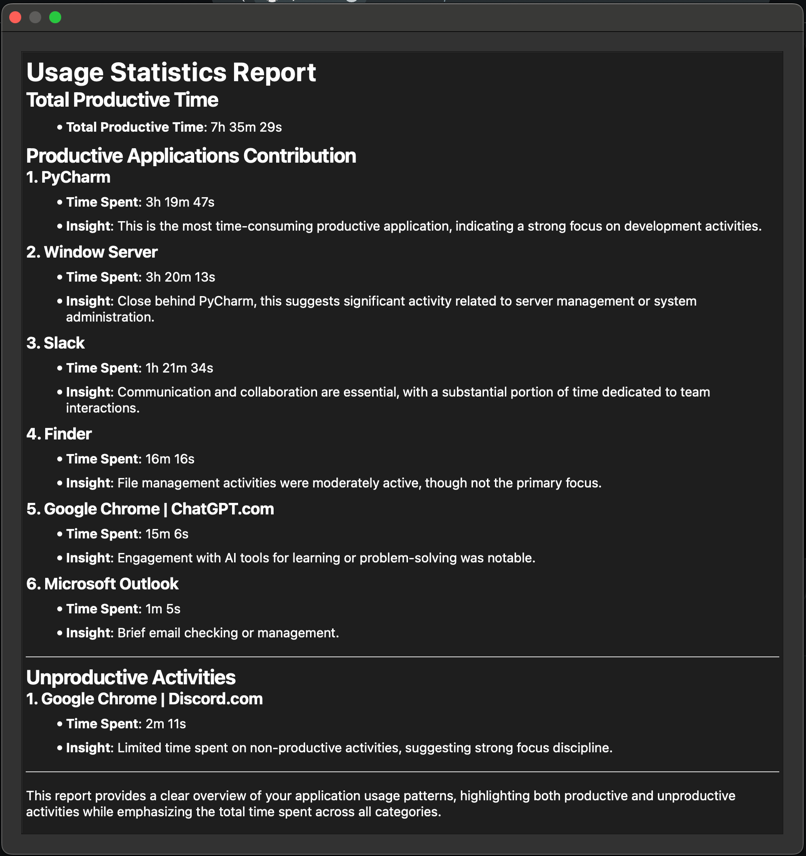 Usage Statistics Report
Total Productive Time
• Total Productive Time: 7h 35m 29s
Productive Applications Contribution
1. PyCharm
• Time Spent: 3h 19m 47s
• Insight: This is the most time-consuming productive application, indicating a strong focus on development activities.
2. Window Server
• Time Spent: 3h 20m 13s
• Insight: Close behind PyCharm, this suggests significant activity related to server management or system
administration.
3. Slack
• Time Spent: 1h 21m 34s
• Insight: Communication and collaboration are essential, with a substantial portion of time dedicated to team
interactions.
4. Finder
• Time Spent: 16m 16s
• Insight: File management activities were moderately active, though not the primary focus.
5. Google Chrome | ChatGPT.com
• Time Spent: 15m 6s
• Insight: Engagement with AI tools for learning or problem-solving was notable.
6. Microsoft Outlook
• Time Spent: 1m 5s
• Insight: Brief email checking or management.
Unproductive Activities
1. Google Chrome | Discord.com
• Time Spent: 2m 11s
• Insight: Limited time spent on non-productive activities, suggesting strong focus discipline.
This report provides a clear overview of your application usage patterns, highlighting both productive and unproductive
activities while emphasizing the total time spent across all categories.